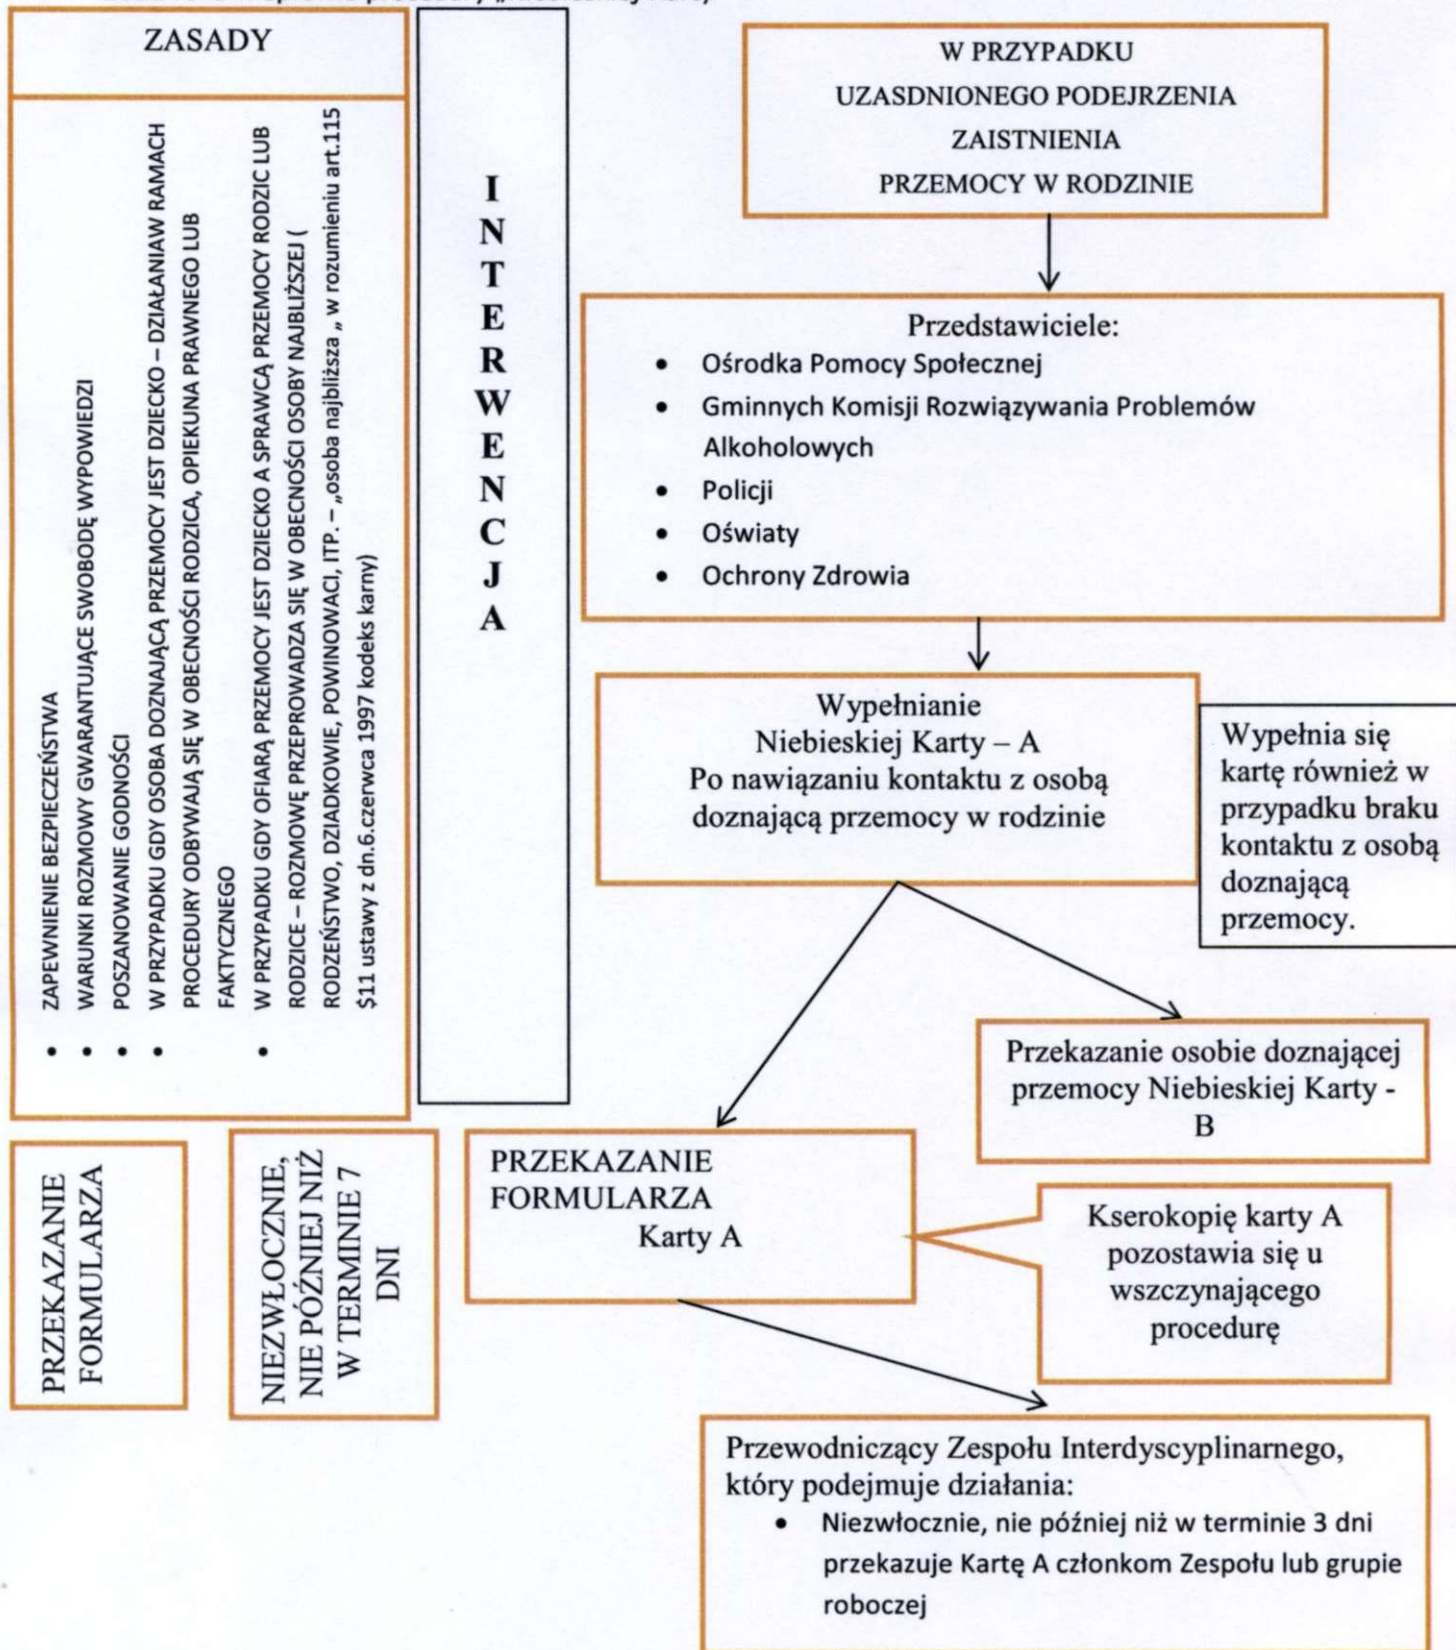 procedury „Niebieskiej Karty"
ZASADY
• ZAPEWNIENIE BEZPIECZEŃSTWA
• WARUNKI ROZMOWY GWARANTUJĄCE SWOBODĘ WYPOWIEDZI
• POSZANOWANIE GODNOŚCI
• W PRZYPADKU GDY OSOBA DOZNAJĄCĄ PRZEMOCY JEST DZIECKO – DZIAŁANIAW RAMACH
PROCEDURY ODBYWAJĄ SIĘ W OBECNOŚCI RODZICA, OPIEKUNA PRAWNEGO LUB
FAKTYCZNEGO
• W PRZYPADKU GDY OFIARĄ PRZEMOCY JEST DZIECKO A SPRAWCĄ PRZEMOCY RODZIC LUB
RODZICE – ROZMOWĘ PRZEPROWADZA SIĘ W OBECNOŚCI OSOBY NAJBLIŻSZEJ (
RODZEŃSTWO, DZIADKOWIE, POWINOWACI, ITP. – „osoba najbliższa „ w rozumieniu art.115
$11 ustawy z dn.6.czerwca 1997 kodeks karny)
I
N
T
E
R
W
E
N
C
J
A
W PRZYPADKU
UZASDNIONEGO PODEJRZENIA
ZAISTNIENIA
PRZEMOCY W RODZINIE
Przedstawiciele:
• Ośrodka Pomocy Społecznej
• Gminnych Komisji Rozwiązywania Problemów
Alkoholowych
• Policji
• Oświaty
• Ochrony Zdrowia
Wypełnianie
Niebieskiej Karty – A
Po nawiązaniu kontaktu z osobą
doznającą przemocy w rodzinie
Wypełnia się
kartę również w
przypadku braku
kontaktu z osobą
doznającą
przemocy.
Przekazanie osobie doznającej
przemocy Niebieskiej Karty -
B
PRZEKAZANIE
FORMULARZA
NIEZWŁOCZNIE,
NIE PÓŹNIEJ NIŻ
W TERMINIE 7
DNI
PRZEKAZANIE
FORMULARZA
Karty A
Kserokopię karty A
pozostawia się u
wszczynającego
procedurę
Przewodniczący Zespołu Interdyscyplinarnego,
który podejmuje działania:
• Niezwłocznie, nie później niż w terminie 3 dni
przekazuje Kartę A członkom Zespołu lub grupie
roboczej